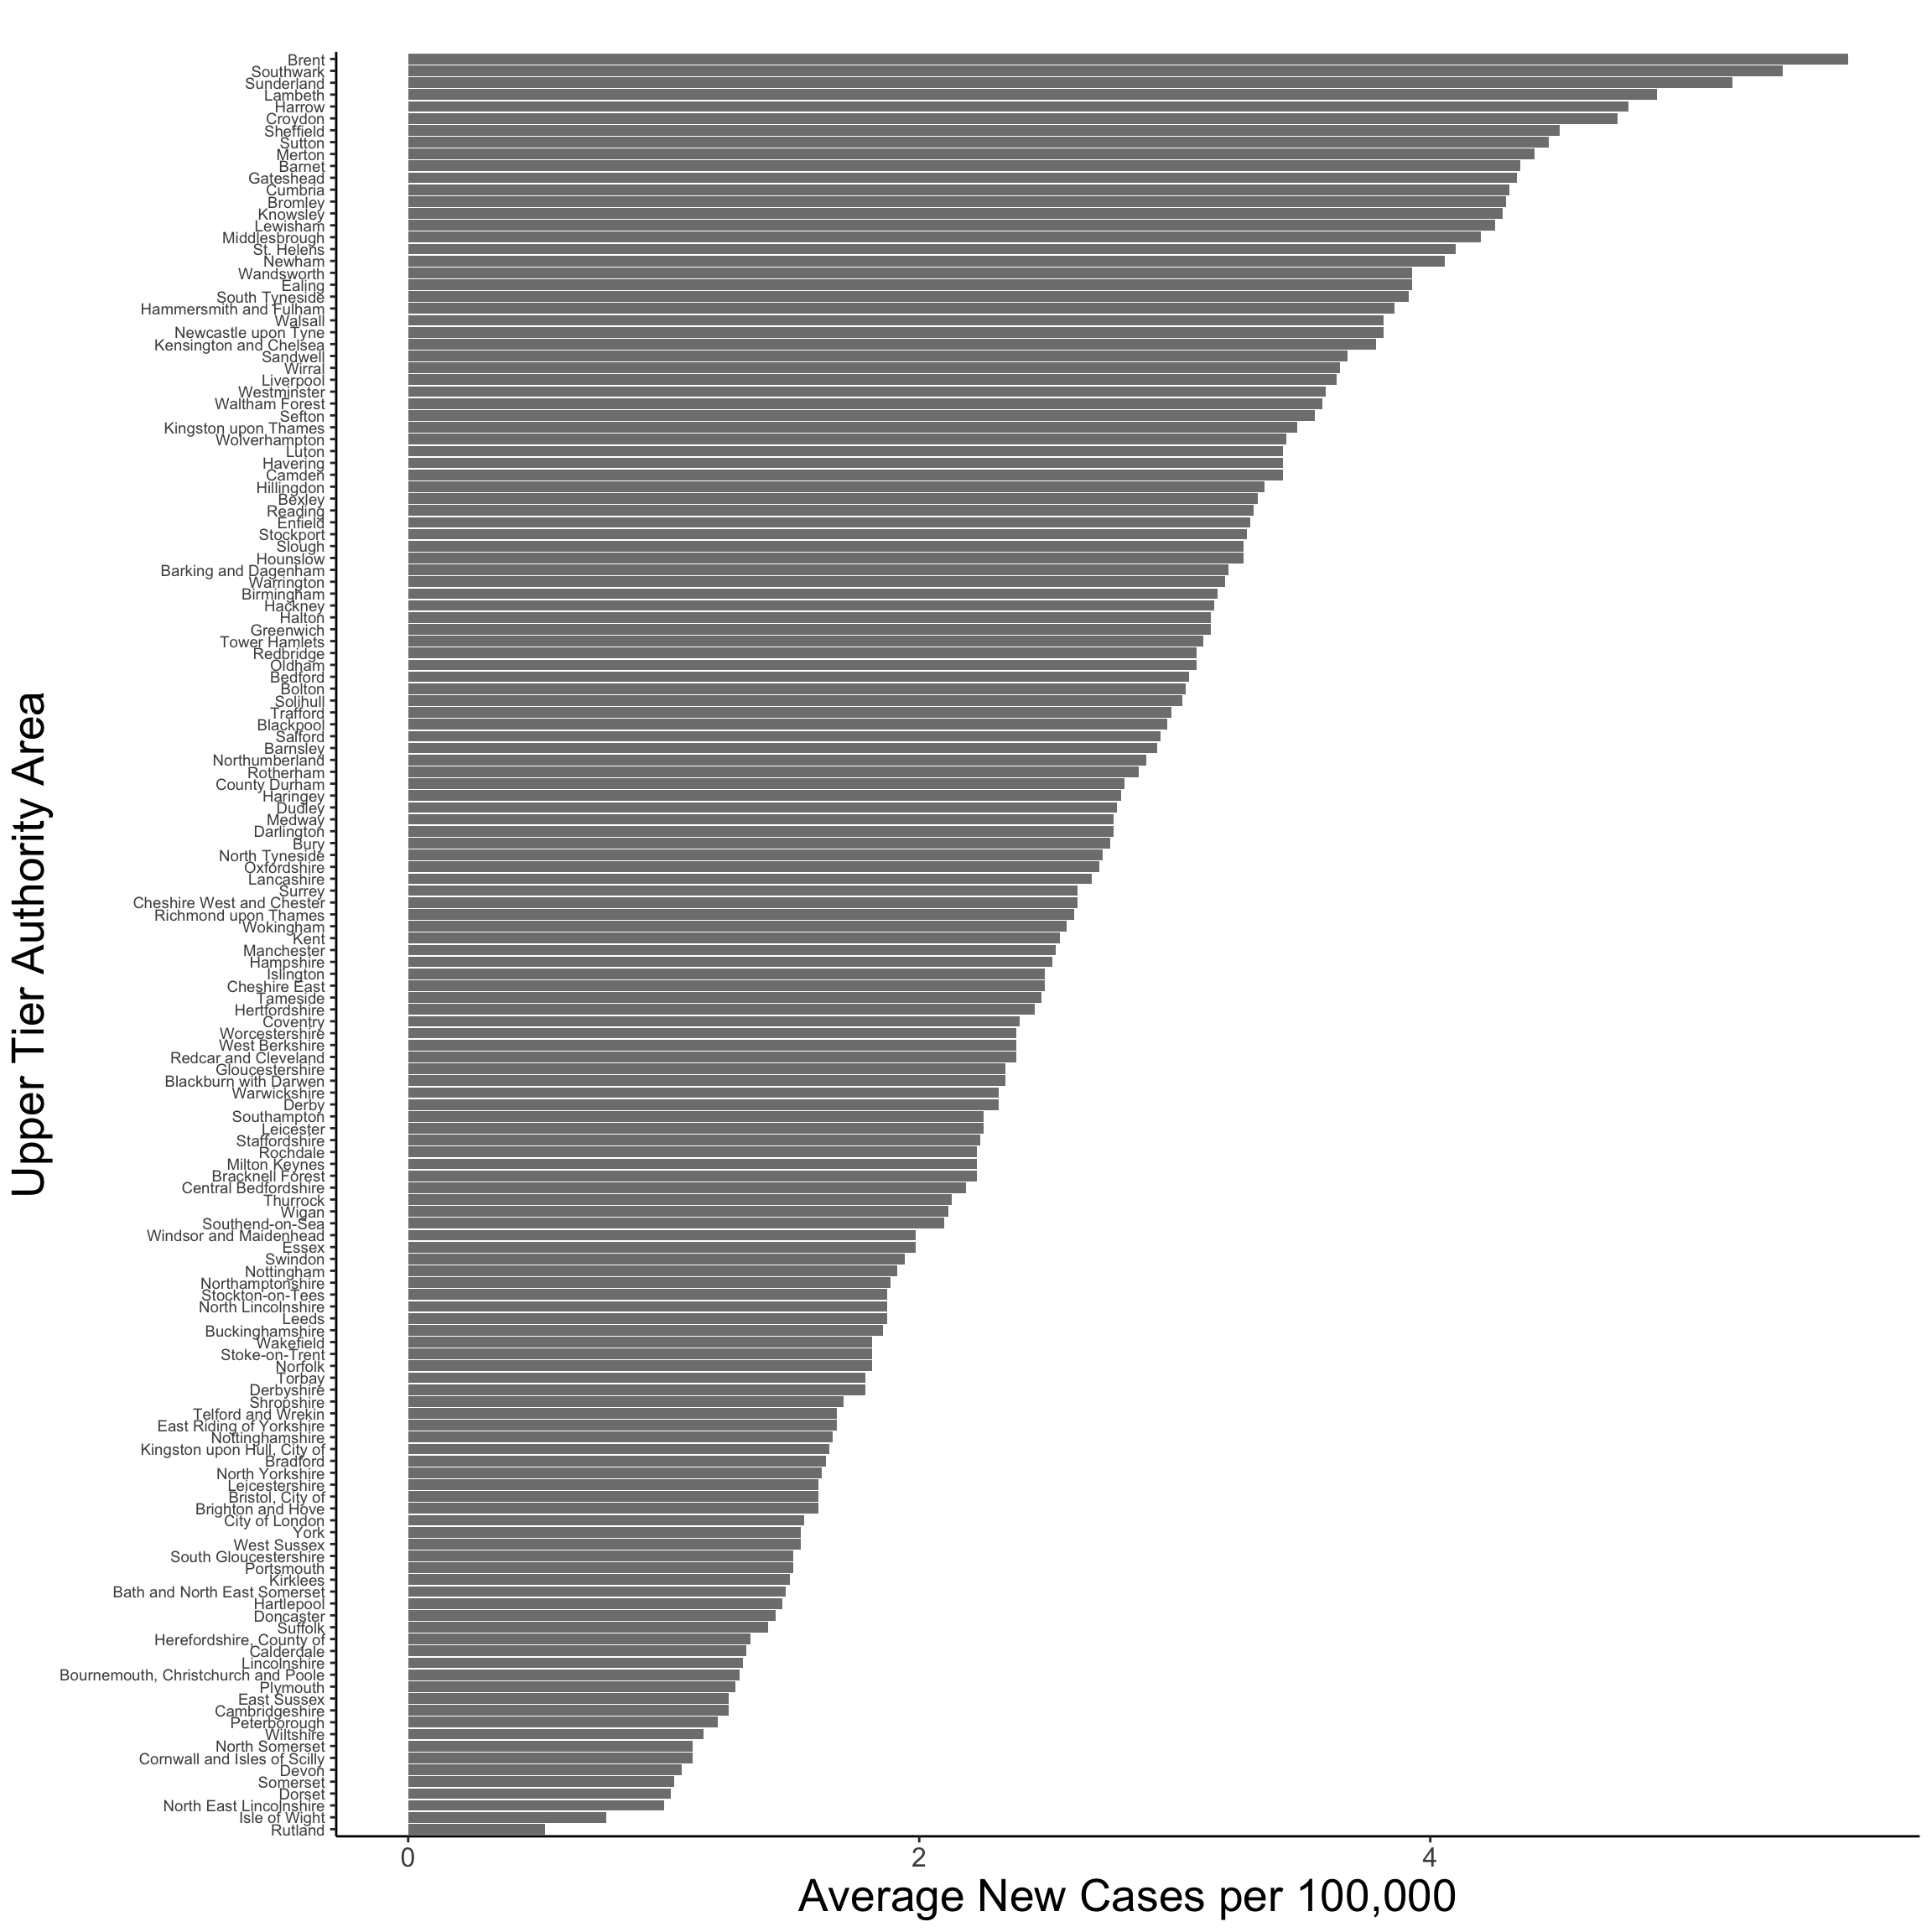 Brent
Southwark
Sunderland
Lambeth
Harrow
Croydon
Sheffield
Sutton
Merton
Barnet
Gateshead
Cumbria
Bromley
Knowsley
Lewisham
Middlesbrough
St. Helens
Newham
Wandsworth
Ealing
South Tyneside
Hammersmith and Fulham
Walsall
Newcastle upon Tyne
Kensington and Chelsea
Sandwell
Wirral
Liverpool
Westminster
Waltham Forest
Sefton
Kingston upon Thames
Wolverhampton
Luton
Havering
Camden
Hillingdon
Bexley
Reading
Enfield
Stockport
Slough
Hounslow
Barking and Dagenham
Warrington
Birmingham
Hackney
Halton
Greenwich
Tower Hamlets
Redbridge
Oldham
Bedford
Bolton
Solihull
Trafford
Blackpool
Salford
Barnsley
Northumberland
Rotherham
County Durham
Haringey
Dudley
Medway
Darlington
Bury
North Tyneside
Oxfordshire
Lancashire
Surrey
Cheshire West and Chester
Richmond upon Thames
Wokingham
Kent
Manchester
Hampshire
Islington
Cheshire East
Tameside
Hertfordshire
Coventry
Worcestershire
West Berkshire
Redcar and Cleveland
Gloucestershire
Blackburn with Darwen
Warwickshire
Derby
Southampton
Leicester
Staffordshire
Rochdale
Milton Keynes
Bracknell Forest
Central Bedfordshire
Thurrock
Wigan
Southend-on-Sea
Windsor and Maidenhead
Essex
Swindon
Nottingham
Northamptonshire
Stockton-on-Tees
North Lincolnshire
Leeds
Buckinghamshire
Wakefield
Stoke-on-Trent
Norfolk
Torbay
Derbyshire
Shropshire
Telford and Wrekin
East Riding of Yorkshire
Nottinghamshire
Kingston upon Hull, City of
Bradford
North Yorkshire
Leicestershire
Bristol, City of
Brighton and Hove
City of London
York
West Sussex
South Gloucestershire
Portsmouth
Kirklees
Bath and North East Somerset
Hartlepool
Doncaster
Suffolk
Herefordshire, County of
Calderdale
Lincolnshire
Bournemouth, Christchurch and Poole
Plymouth
East Sussex
Cambridgeshire
Peterborough
Wiltshire
North Somerset
Cornwall and Isles of Scilly
Devon
Somerset
Dorset
North East Lincolnshire
Isle of Wight
Rutland
Upper Tier Authority Area
0 2 4
Average New Cases per 100,000